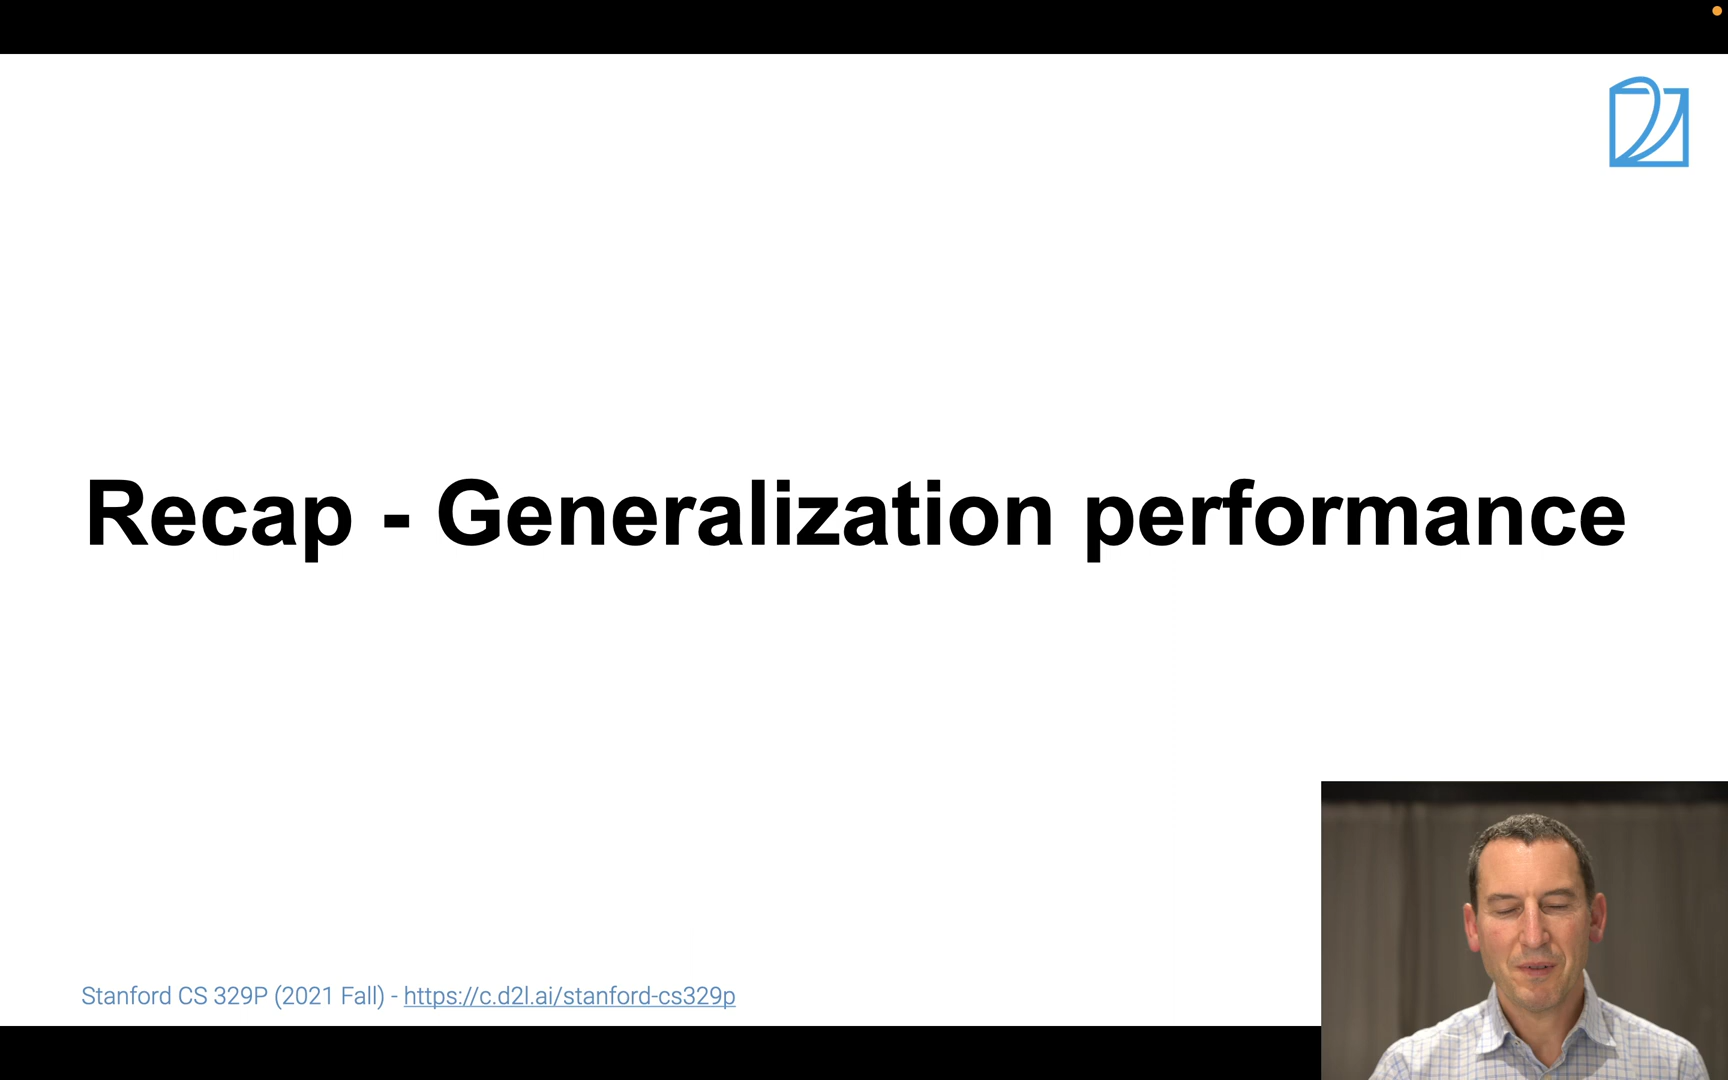 Recap - Generalization performance
Stanford CS 329P (2021 Fall) - https://c.d2l.ai/stanford-cs329p